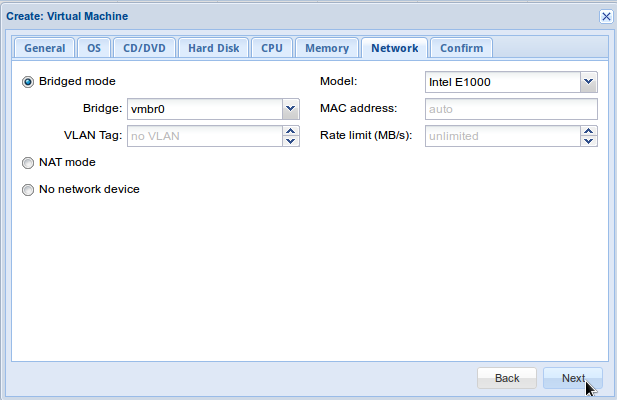 Create: Virtual Machine
General OS CD/DVD Hard Disk CPU Memory Network Confirm
Bridged mode Model: Intel E1000
Bridge: vmbr0 MAC address: auto
VLAN Tag: no VLAN Rate limit (MB/s): unlimited
NAT mode
No network device
Back Next